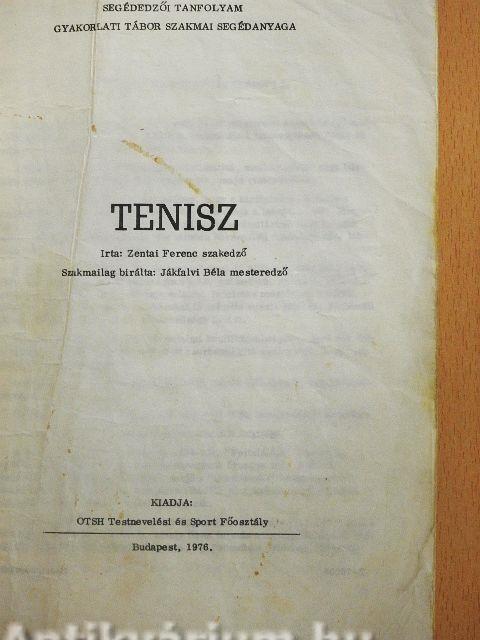 SEGÉDEDZŐI TANFOLYAM
GYAKORLATI TÁBOR SZAKMAI SEGÉDANYAGA
TENISZ
Irta: Zentai Ferenc szakedző
Szakmailag birálta: Jákfalvi Béla mesteredző
KIADJA:
OTSH Testnevelési és Sport Főosztály
Budapest, 1976.
Antikvárium.hu